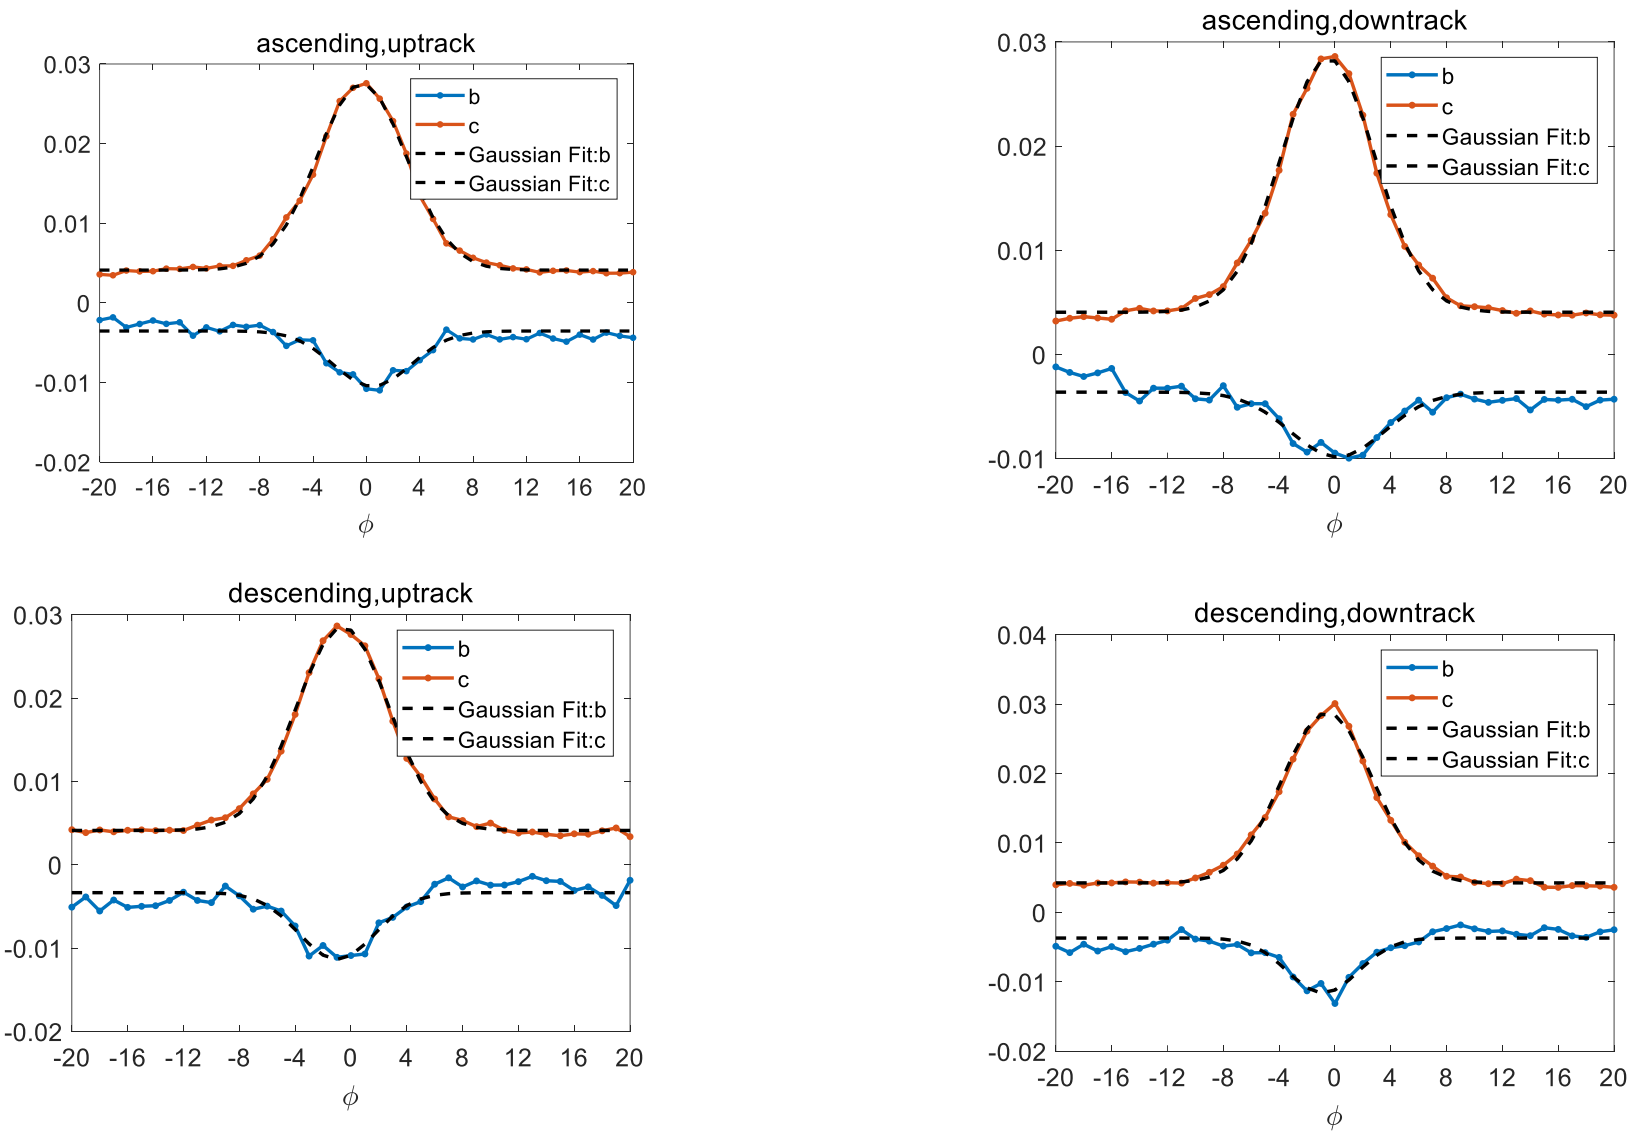 ascending,uptrack
0.03
0.02
0.01
0
-0.01
-0.02
-20 -16 -12 -8 -4 0 4 8 12 16 20
ϕ
b
c
Gaussian Fit:b
Gaussian Fit:c
ascending,downtrack
0.03
0.02
0.01
0
-0.01
-20 -16 -12 -8 -4 0 4 8 12 16 20
ϕ
b
c
Gaussian Fit:b
Gaussian Fit:c
descending,uptrack
0.03
0.02
0.01
0
-0.01
-0.02
-20 -16 -12 -8 -4 0 4 8 12 16 20
ϕ
b
c
Gaussian Fit:b
Gaussian Fit:c
descending,downtrack
0.04
0.03
0.02
0.01
0
-0.01
-0.02
-20 -16 -12 -8 -4 0 4 8 12 16 20
ϕ
b
c
Gaussian Fit:b
Gaussian Fit:c